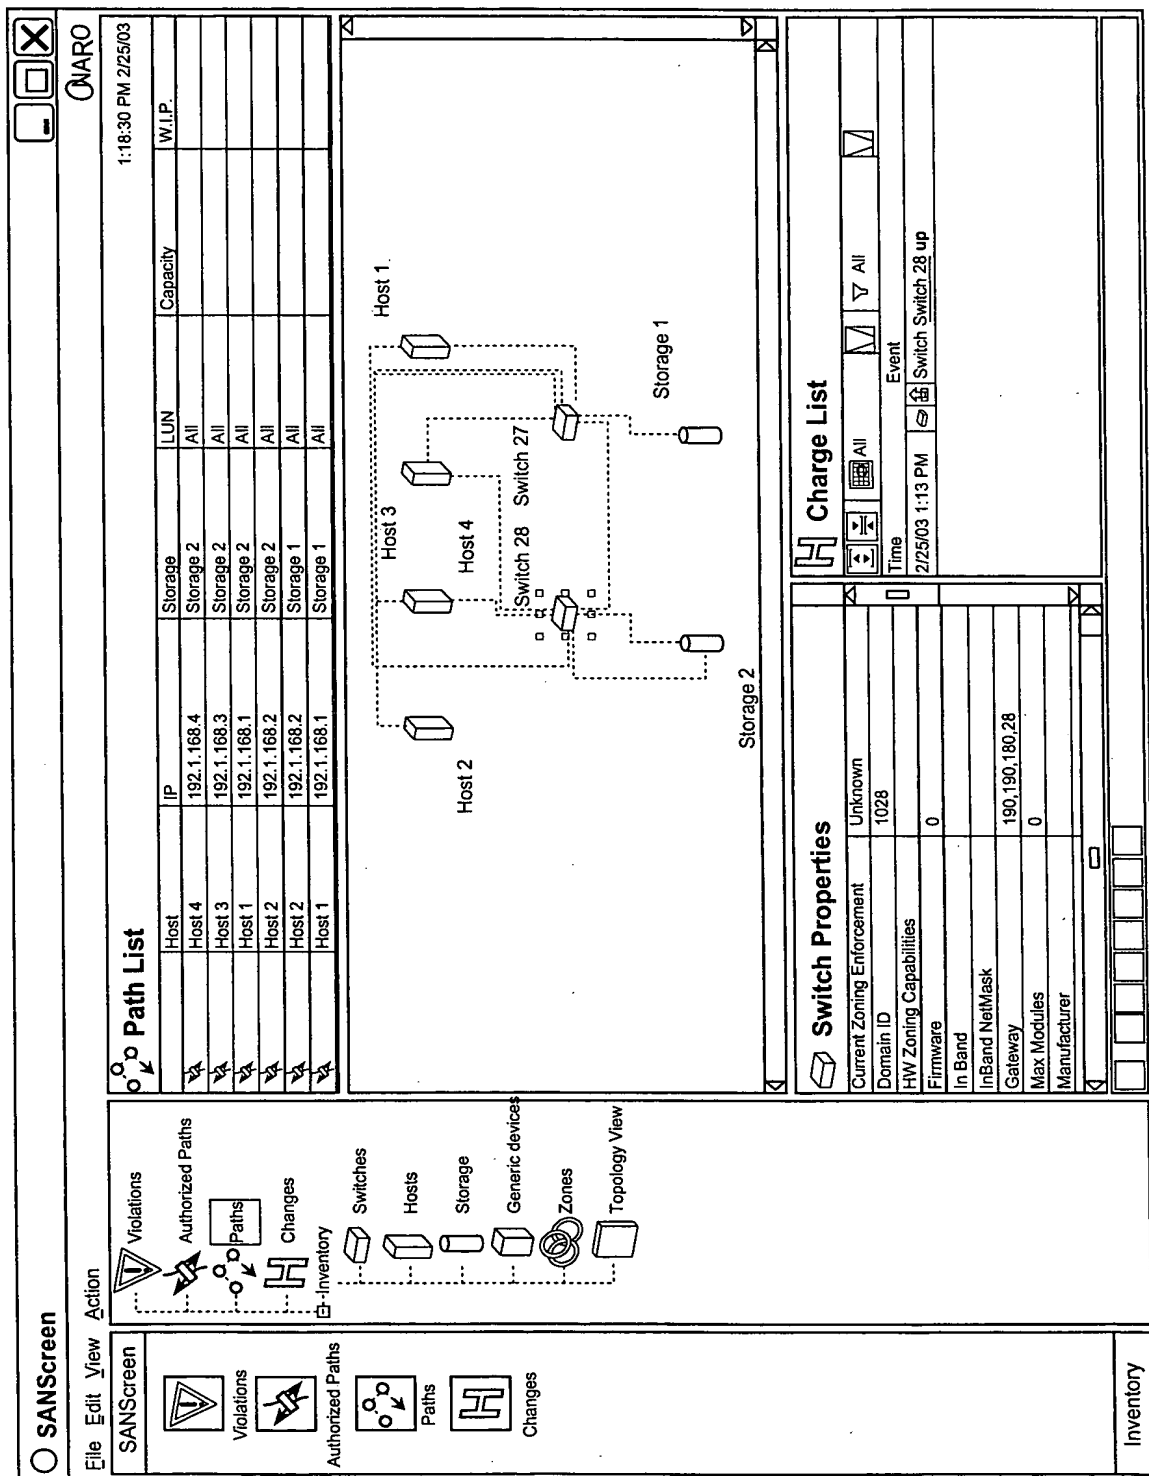 SANScreen
File Edit View Action
ONARO
SANScreen
Violations
Authorized Paths
Paths
Changes
Inventory
Violations
Authorized Paths
Paths
Changes
Inventory
Switches
Hosts
Storage
Generic devices
Zones
Topology View
Path List
1:18:30 PM 2/25/03
Host IP Storage LUN Capacity W.I.P.
Host 4 192.1.168.4 Storage 2 All
Host 3 192.1.168.3 Storage 2 All
Host 1 192.1.168.1 Storage 2 All
Host 2 192.1.168.2 Storage 2 All
Host 2 192.1.168.2 Storage 1 All
Host 1 192.1.168.1 Storage 1 All
Host 1
Host 3
Host 4
Host 2
Switch 28
Switch 27
Storage 1
Storage 2
Switch Properties
Current Zoning Enforcement Unknown
Domain ID 1028
HW Zoning Capabilities
Firmware 0
In Band
InBand NetMask
Gateway 190,190,180,28
Max Modules 0
Manufacturer
Charge List
All All
Time Event
2/25/03 1:13 PM Switch Switch 28 up